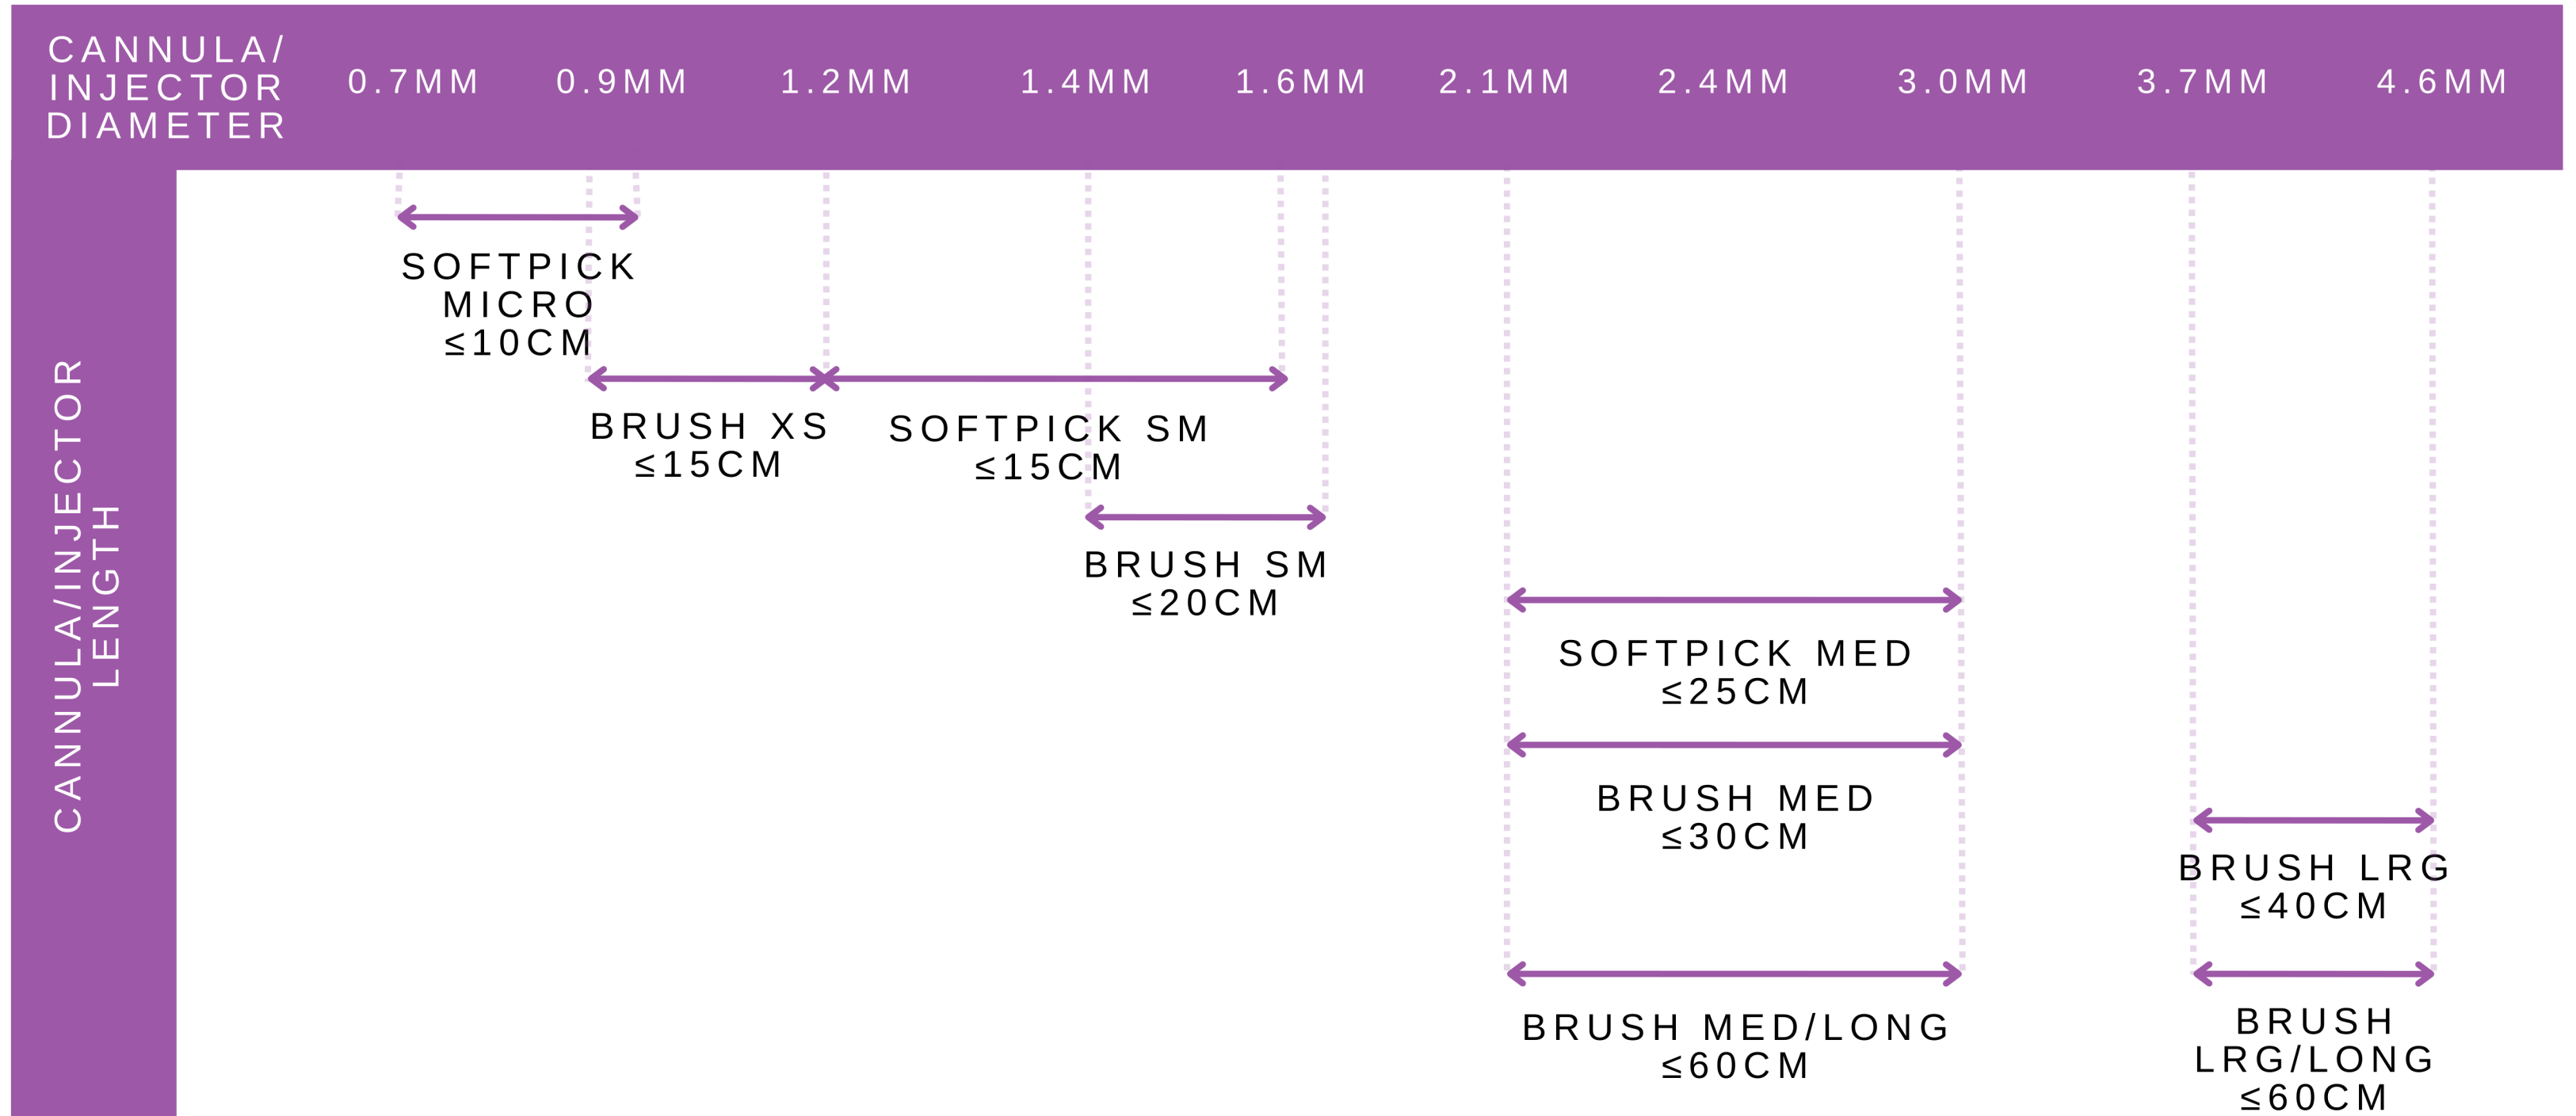 CANNULA/
INJECTOR
DIAMETER
0.7MM 0.9MM 1.2MM 1.4MM 1.6MM 2.1MM 2.4MM 3.0MM 3.7MM 4.6MM
CANNULA/INJECTOR
LENGTH
SOFTPICK
MICRO
≤10CM
BRUSH XS
≤15CM
SOFTPICK SM
≤15CM
BRUSH SM
≤20CM
SOFTPICK MED
≤25CM
BRUSH MED
≤30CM
BRUSH LRG
≤40CM
BRUSH MED/LONG
≤60CM
BRUSH
LRG/LONG
≤60CM